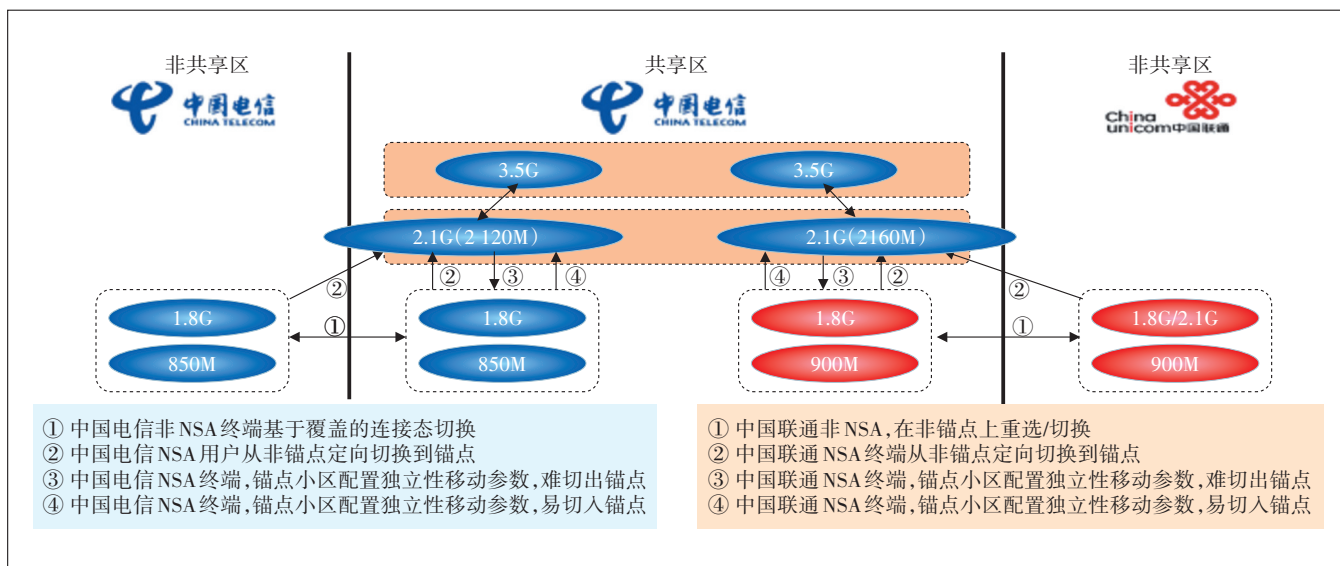 非共享区
共享区
非共享区
中国电信
CHINA TELECOM
中国电信
CHINA TELECOM
China
unicom中国联通
3.5G
3.5G
2.1G(2 120M)
2.1G(2160M)
②
③
④
④
③
②
②
②
1.8G
1.8G
1.8G
1.8G/2.1G
①
①
850M
850M
900M
900M
① 中国电信非NSA终端基于覆盖的连接态切换
② 中国电信NSA用户从非锚点定向切换到锚点
③ 中国电信NSA终端,锚点小区配置独立性移动参数,难切出锚点
④ 中国电信NSA终端,锚点小区配置独立性移动参数,易切入锚点
① 中国联通非NSA,在非锚点上重选/切换
② 中国联通NSA终端从非锚点定向切换到锚点
③ 中国联通NSA终端,锚点小区配置独立性移动参数,难切出锚点
④ 中国联通NSA终端,锚点小区配置独立性移动参数,易切入锚点